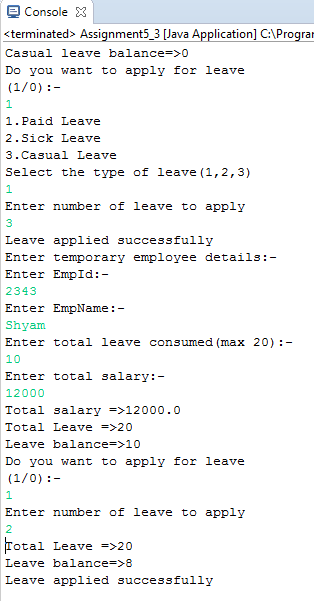 Console
<terminated> Assignment5_3 [Java Application] C:\Program
Casual leave balance=>0
Do you want to apply for leave
(1/0):-
1
1.Paid Leave
2.Sick Leave
3.Casual Leave
Select the type of leave(1,2,3)
1
Enter number of leave to apply
3
Leave applied successfully
Enter temporary employee details:-
Enter EmpId:-
2343
Enter EmpName:-
Shyam
Enter total leave consumed(max 20):-
10
Enter total salary:-
12000
Total salary =>12000.0
Total Leave =>20
Leave balance=>10
Do you want to apply for leave
(1/0):-
1
Enter number of leave to apply
2
Total Leave =>20
Leave balance=>8
Leave applied successfully